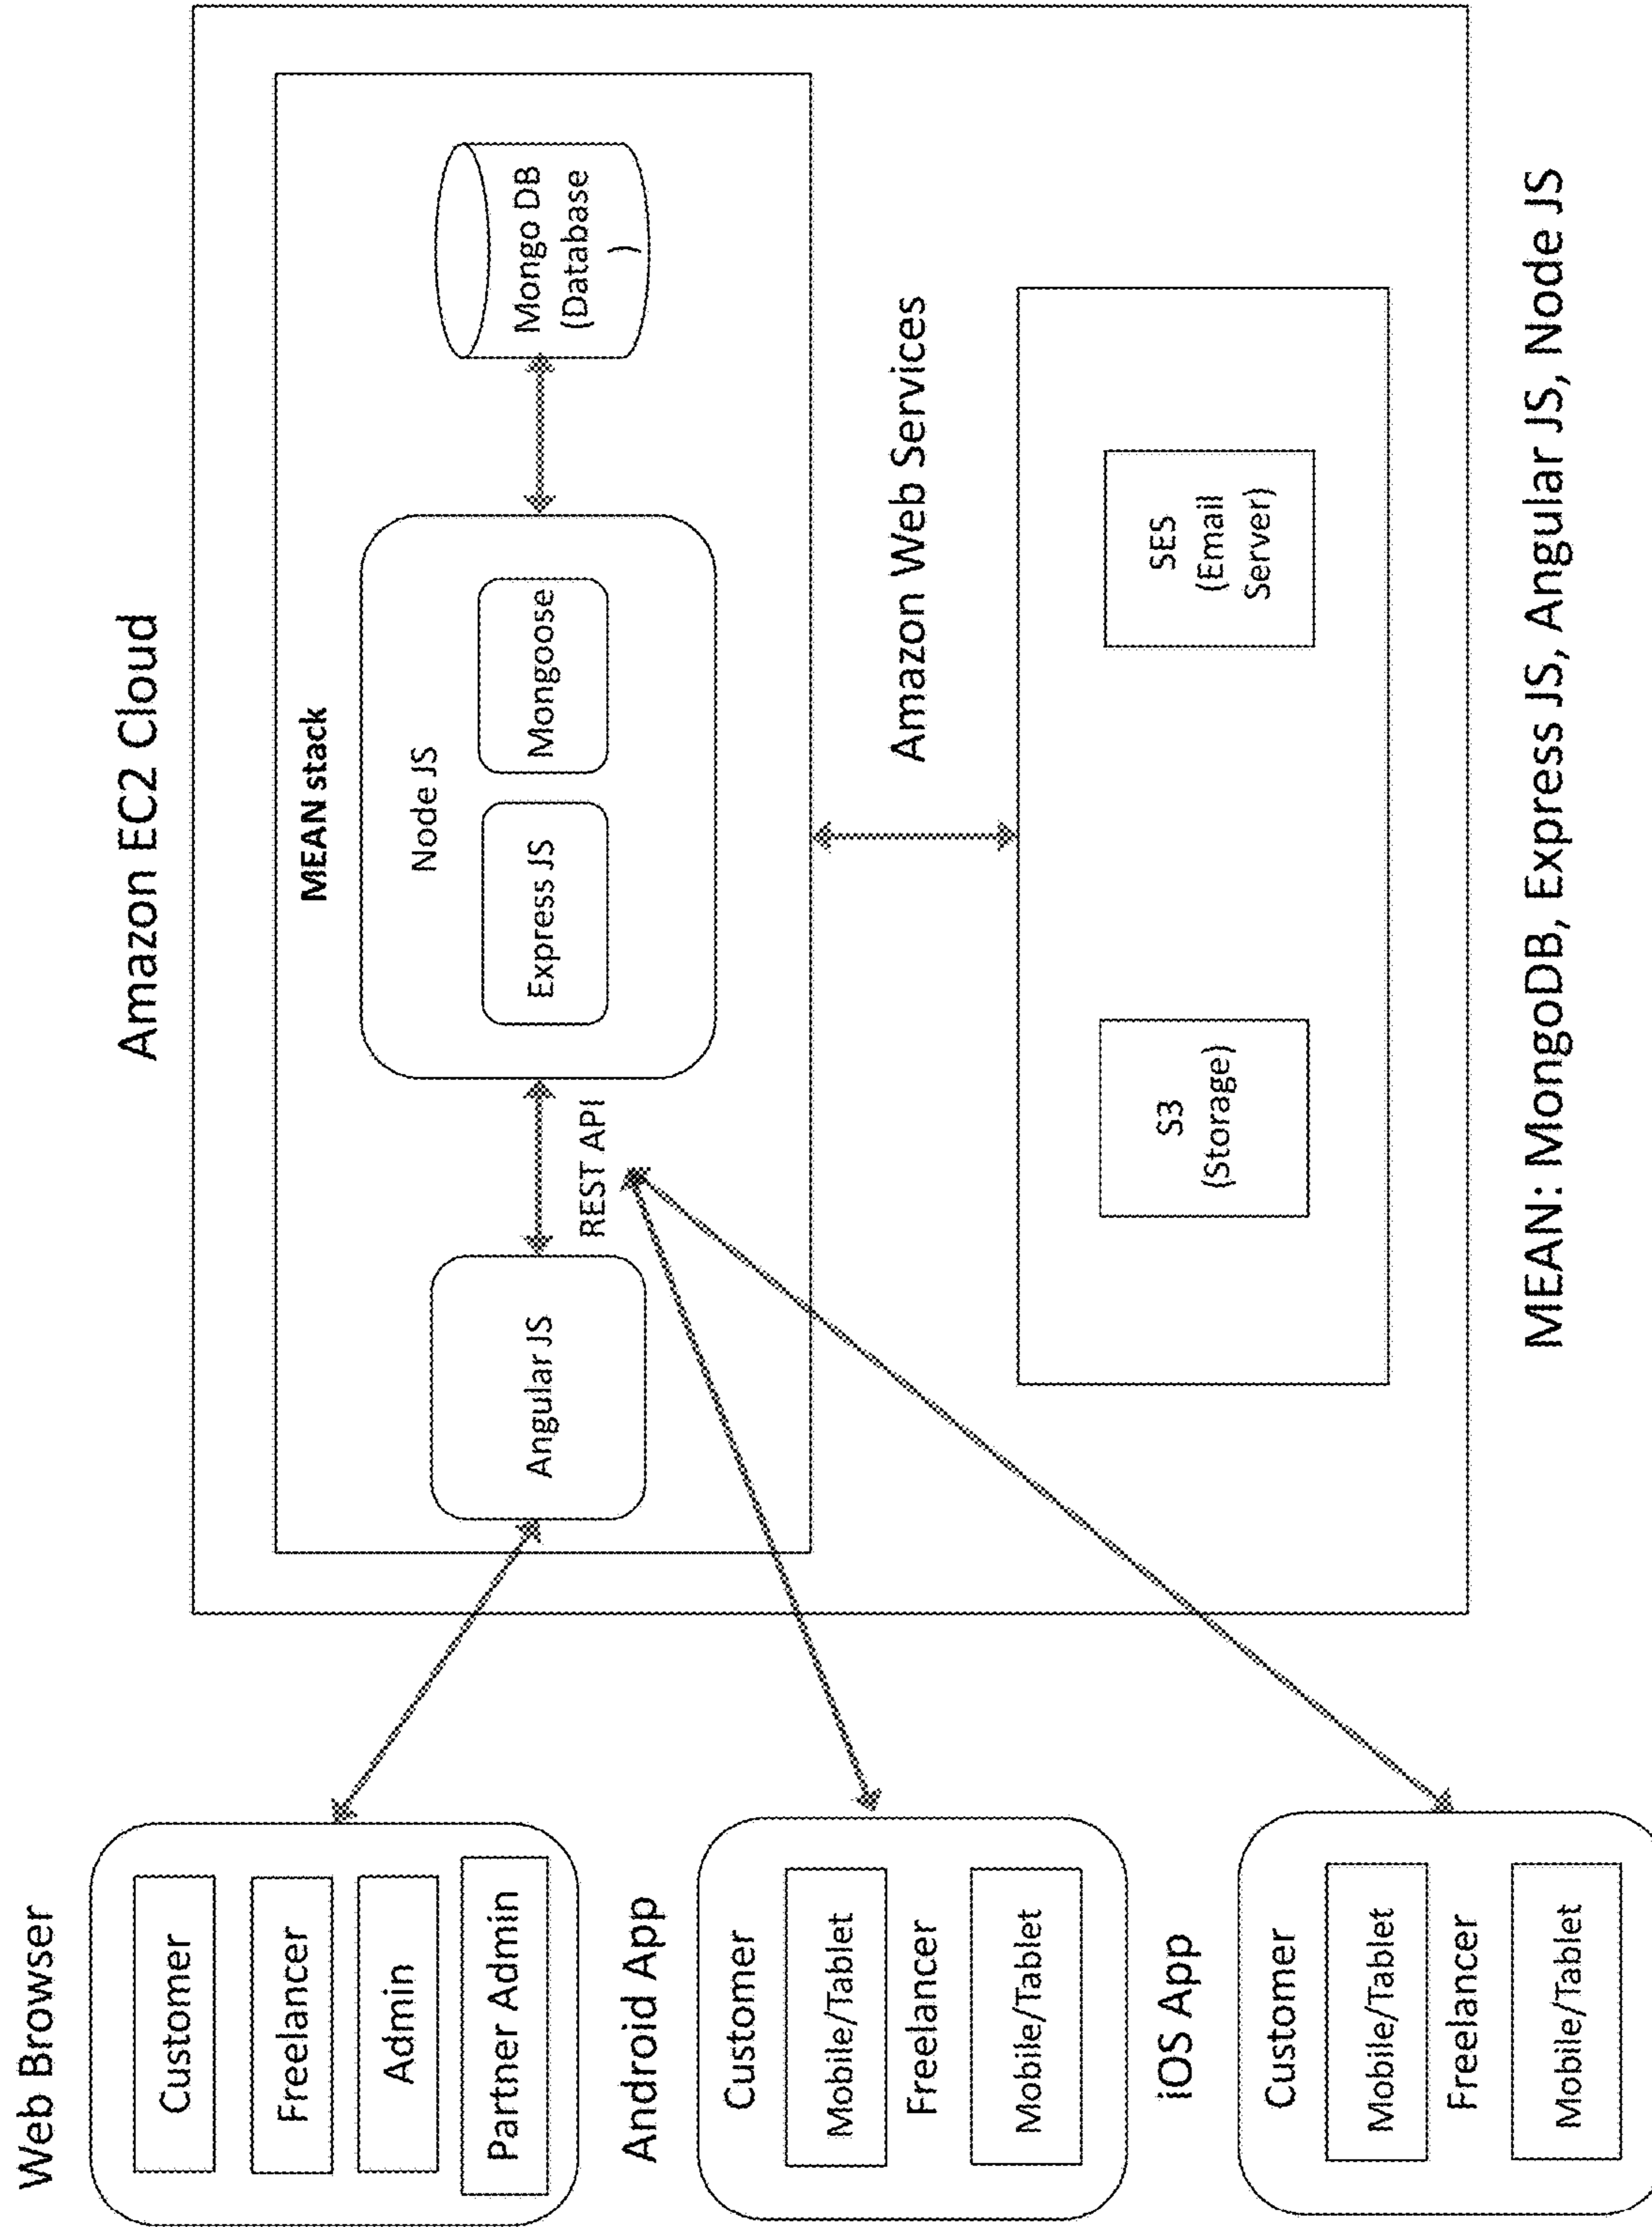 Web Browser
Customer
Freelancer
Admin
Partner Admin
Android App
Customer
Mobile/Tablet
Freelancer
Mobile/Tablet
iOS App
Customer
Mobile/Tablet
Freelancer
Mobile/Tablet
Amazon EC2 Cloud
MEAN stack
Angular JS
REST API
Node JS
Express JS
Mongoose
Mongo DB
(Database
)
Amazon Web Services
S3
(Storage)
SES
(Email
Server)
MEAN: MongoDB, Express JS, Angular JS, Node JS